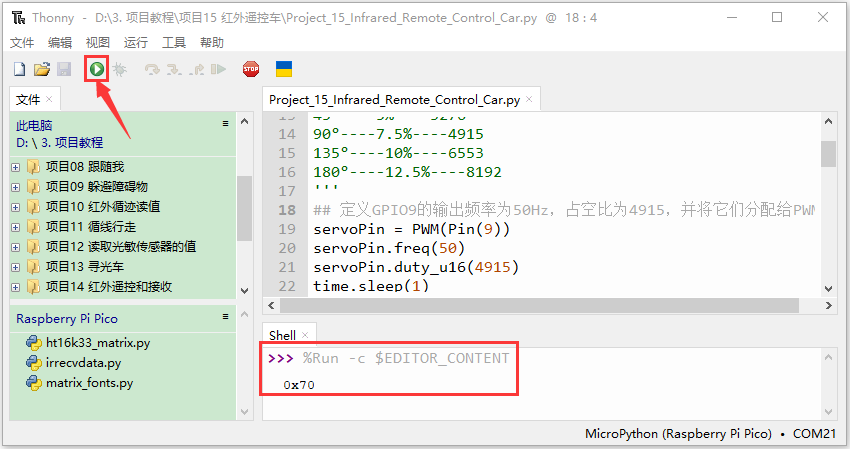 Thonny - D:\3. 项目教程\项目15 红外遥控车\Project_15_Infrared_Remote_Control_Car.py @ 18 : 4
文件 编辑 视图 运行 工具 帮助
STOP
文件
此电脑
D: \ 3. 项目教程
项目08 跟随我
项目09 躲避障碍物
项目10 红外循迹读值
项目11 循线行走
项目12 读取光敏传感器的值
项目13 寻光车
项目14 红外遥控和接收
Raspberry Pi Pico
ht16k33_matrix.py
irrecvdata.py
matrix_fonts.py
Project_15_Infrared_Remote_Control_Car.py
14 90°----7.5%----4915
15 135°----10%----6553
16 180°----12.5%----8192
17 '''
18 ## 定义GPIO9的输出频率为50Hz，占空比为4915，并将它们分配给PWM
19 servoPin = PWM(Pin(9))
20 servoPin.freq(50)
21 servoPin.duty_u16(4915)
22 time.sleep(1)
Shell
>>> %Run -c $EDITOR_CONTENT
0x70
MicroPython (Raspberry Pi Pico) • COM21